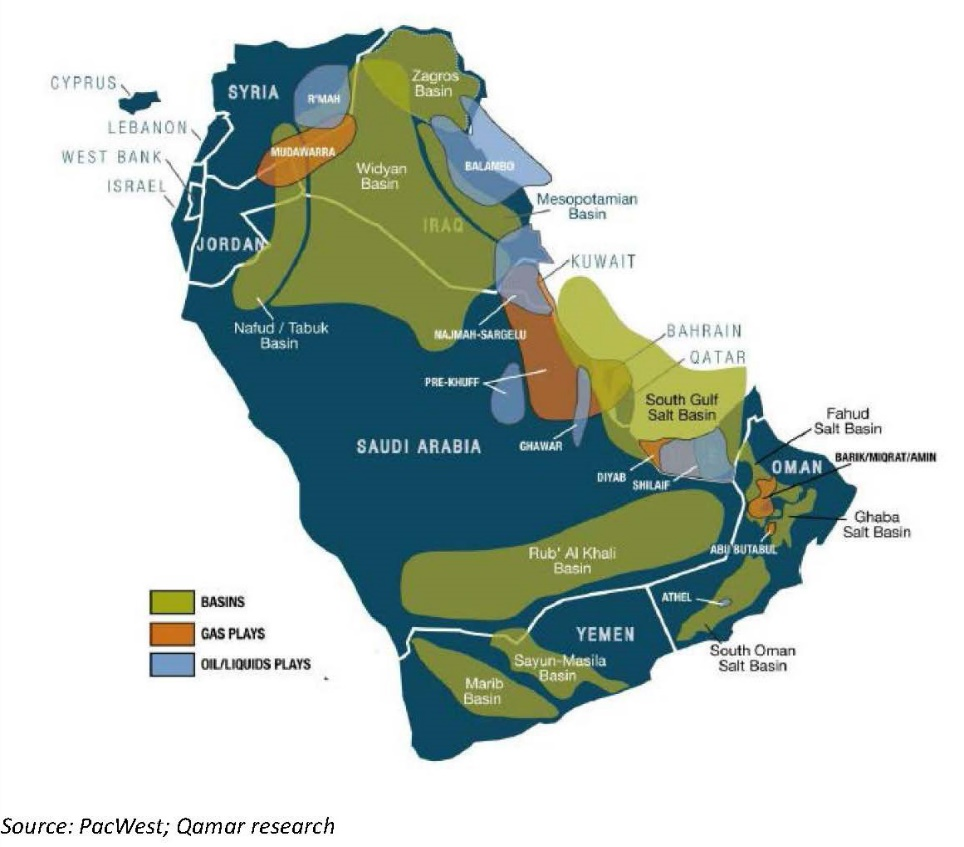 CYPRUS
SYRIA
Zagros
Basin
R'MAH
LEBANON
MUDAWARRA
WEST BANK
Widyan
Basin
BALAMBO
ISRAEL
Mesopotamian
Basin
IRAQ
JORDAN
KUWAIT
Nafud / Tabuk
Basin
NAJMAH-SARGELU
BAHRAIN
QATAR
PRE-KHUFF
South Gulf
Salt Basin
Fahud
Salt Basin
SAUDI ARABIA
GHAWAR
BARIK/MIQRAT/AMIN
OMAN
DIYAB
SHILAIF
Ghaba
Salt Basin
Rub' Al Khali
Basin
ABU BUTABUL
BASINS
ATHEL
GAS PLAYS
YEMEN
OIL/LIQUIDS PLAYS
Sayun-Masila
Basin
South Oman
Salt Basin
Marib
Basin
Source: PacWest; Qamar research